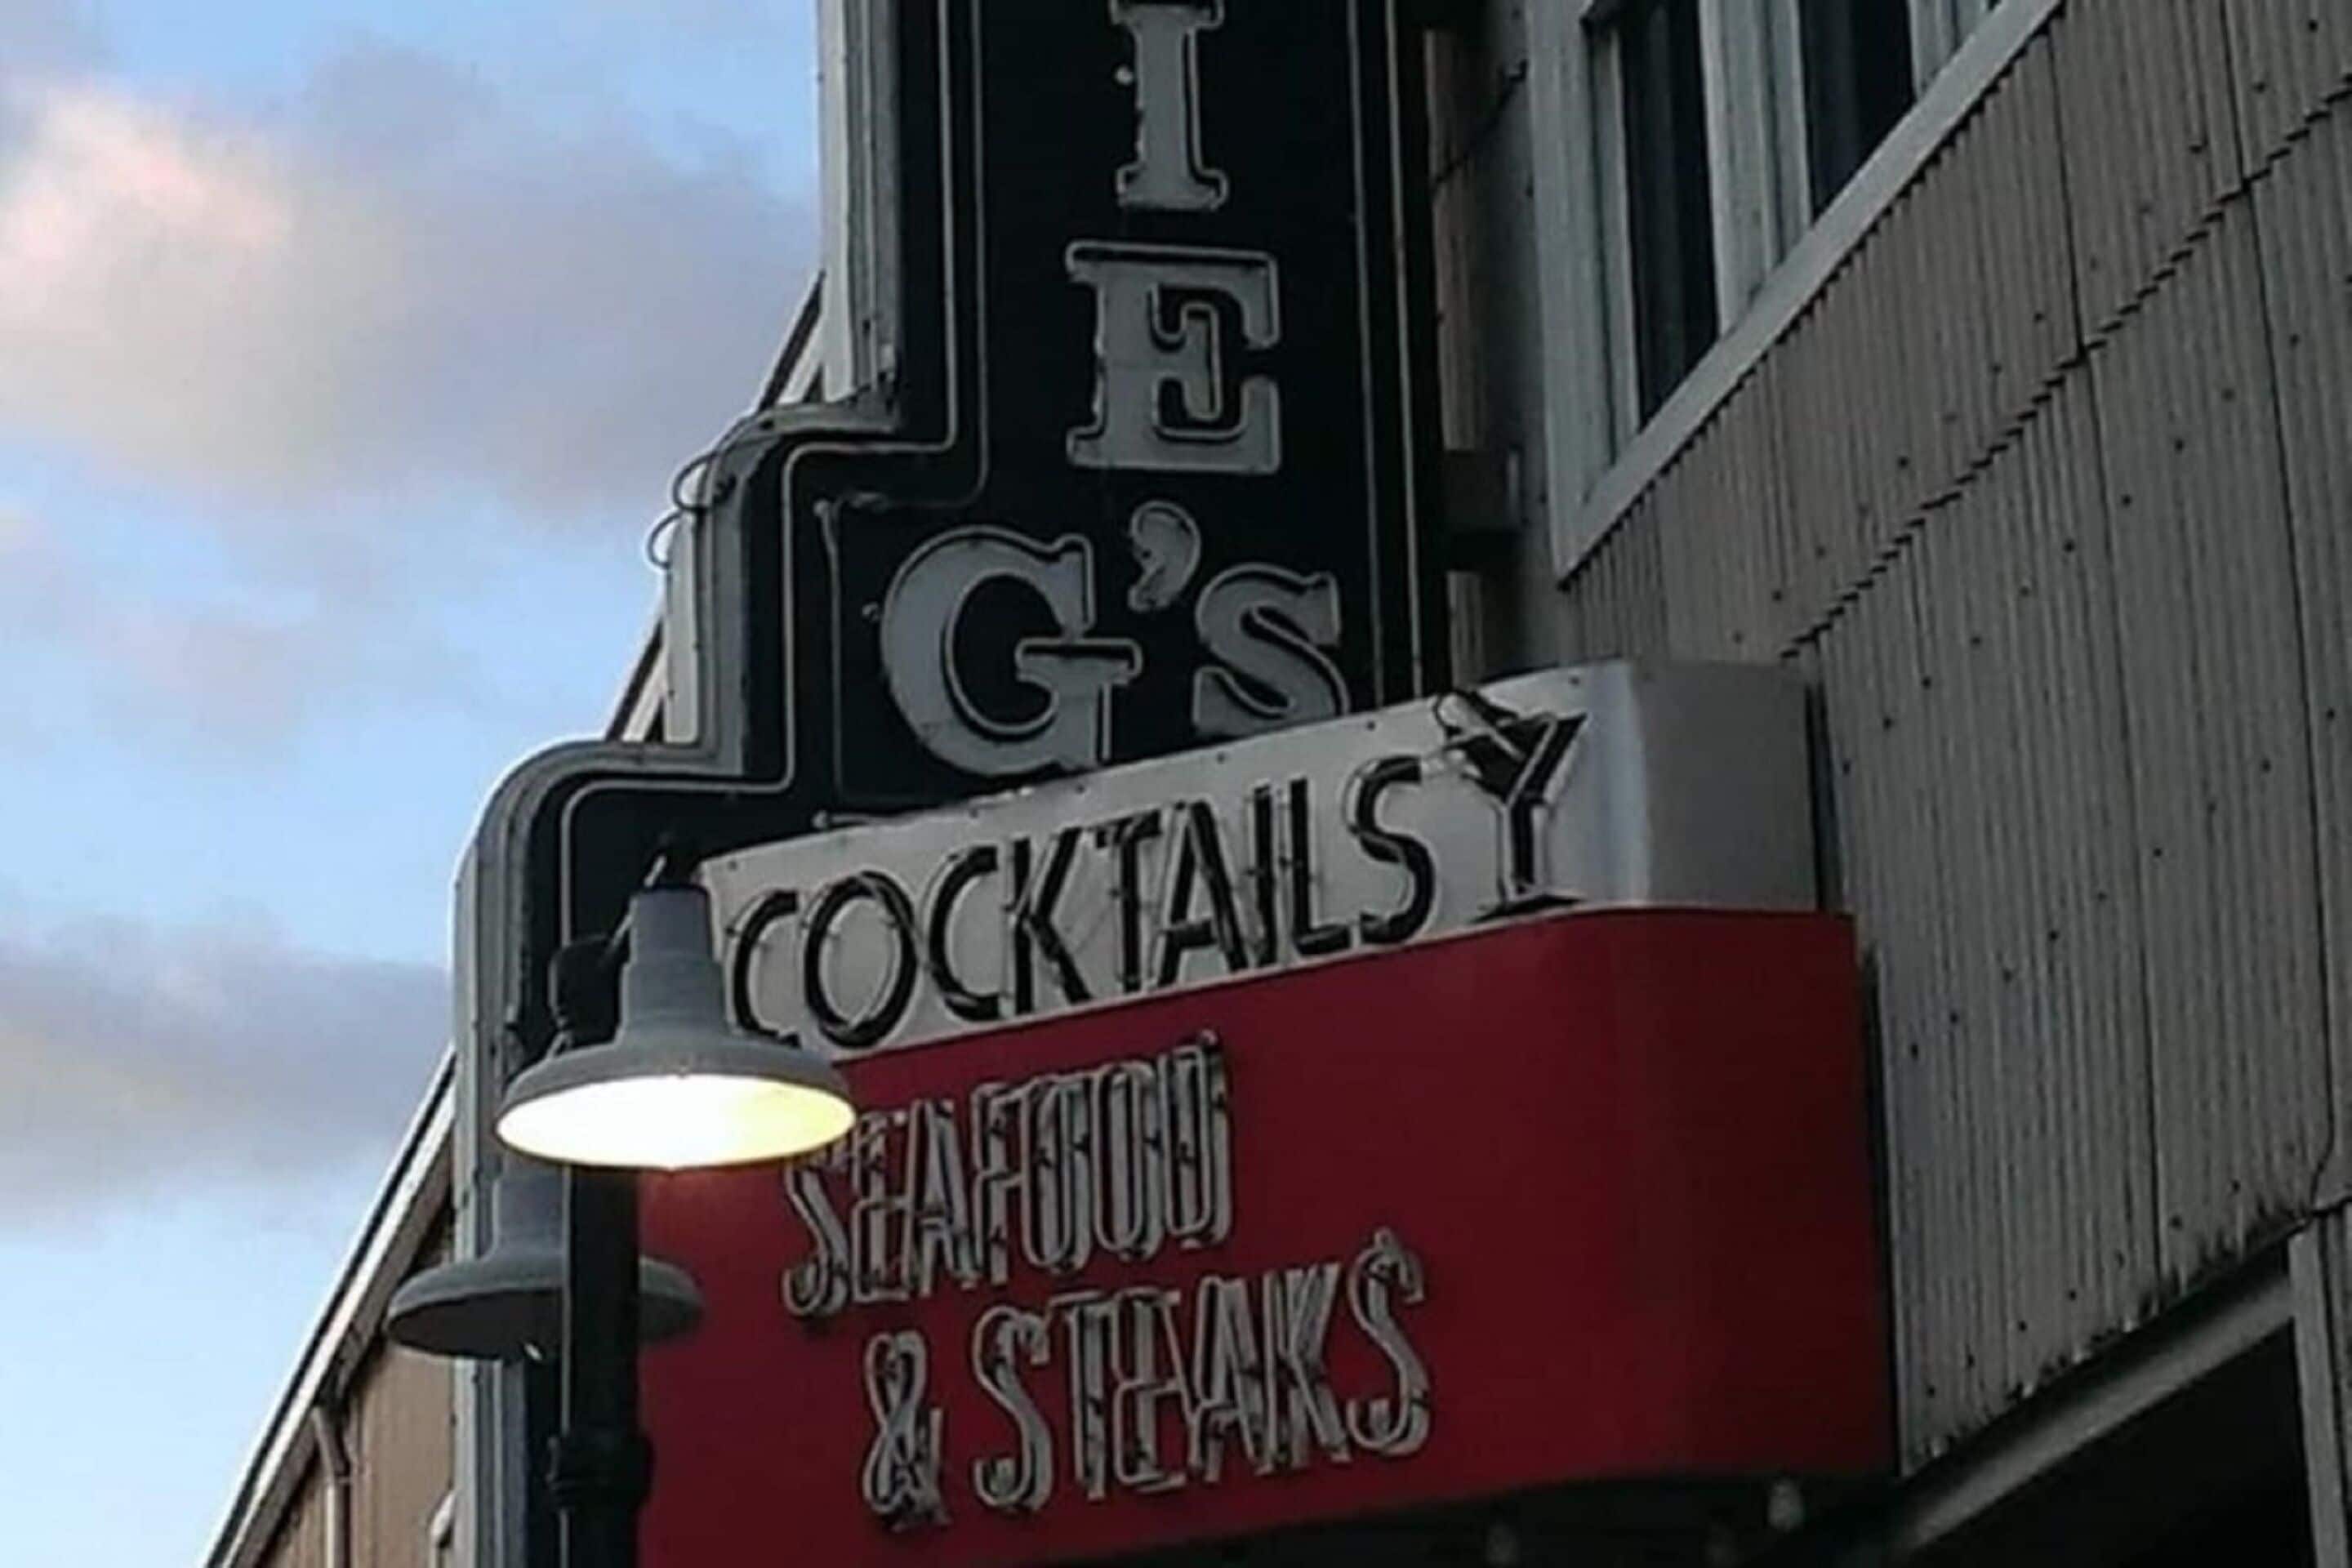 I
E
G's
COCKTAILS
SEAFOOD
& STEAKS